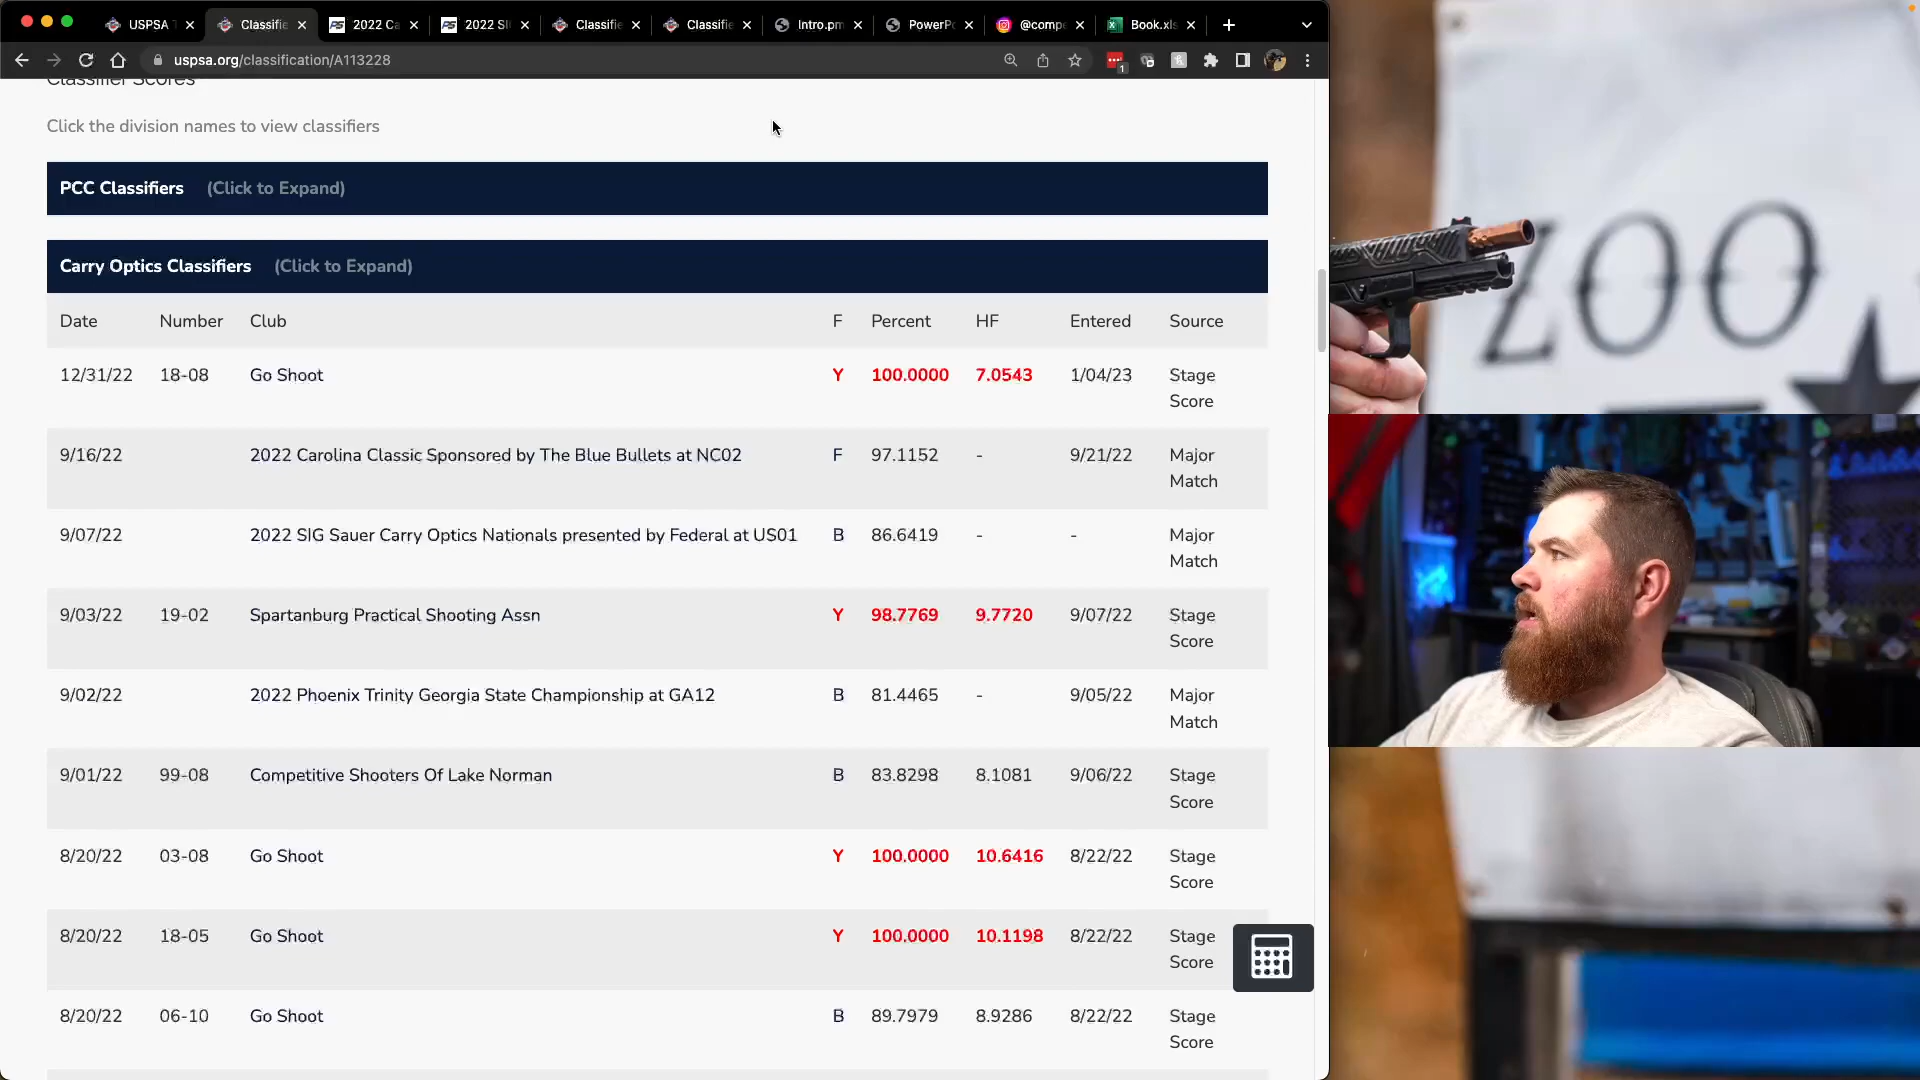 USPSA T
Classifie
2022 Ca
2022 SI
Classifie
Classifie
Intro.pm
PowerPo
@compe
Book.xls
uspsa.org/classification/A113228
1
Classifier Scores
Click the division names to view classifiers
PCC Classifiers (Click to Expand)
Carry Optics Classifiers (Click to Expand)
Date Number Club F Percent HF Entered Source
12/31/22 18-08 Go Shoot Y 100.0000 7.0543 1/04/23 Stage
Score
9/16/22 2022 Carolina Classic Sponsored by The Blue Bullets at NC02 F 97.1152 - 9/21/22 Major
Match
9/07/22 2022 SIG Sauer Carry Optics Nationals presented by Federal at US01 B 86.6419 - - Major
Match
9/03/22 19-02 Spartanburg Practical Shooting Assn Y 98.7769 9.7720 9/07/22 Stage
Score
9/02/22 2022 Phoenix Trinity Georgia State Championship at GA12 B 81.4465 - 9/05/22 Major
Match
9/01/22 99-08 Competitive Shooters Of Lake Norman B 83.8298 8.1081 9/06/22 Stage
Score
8/20/22 03-08 Go Shoot Y 100.0000 10.6416 8/22/22 Stage
Score
8/20/22 18-05 Go Shoot Y 100.0000 10.1198 8/22/22 Stage
Score
8/20/22 06-10 Go Shoot B 89.7979 8.9286 8/22/22 Stage
Score
ZOO